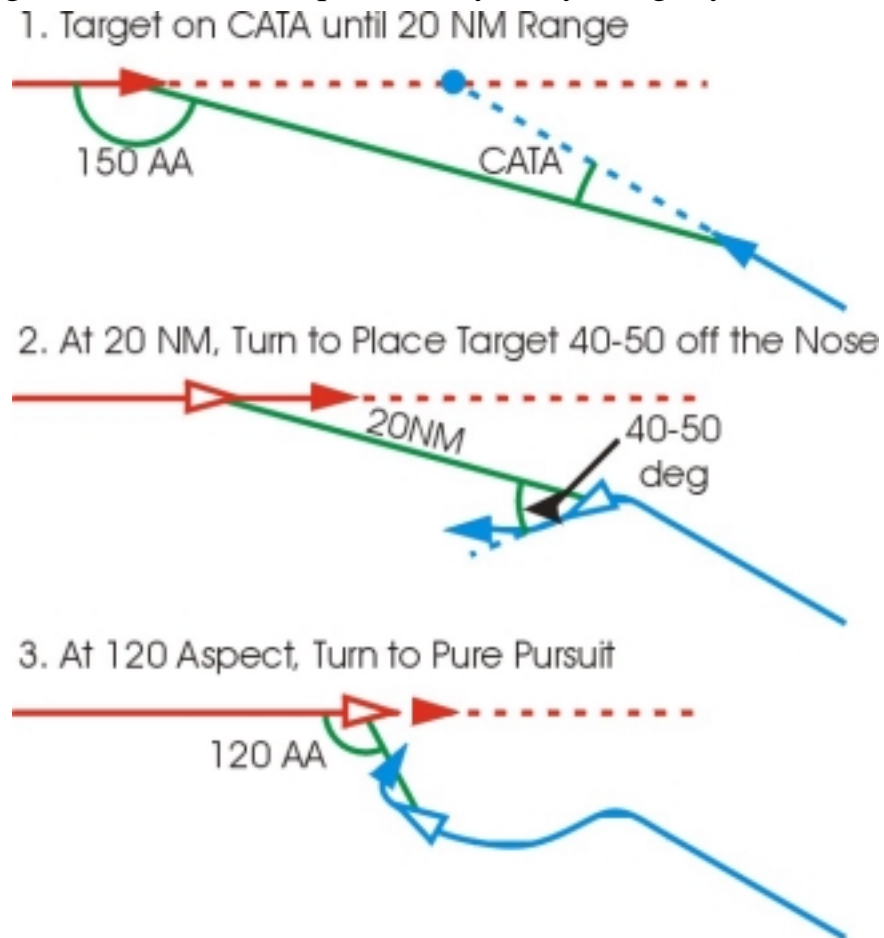 1. Target on CATA until 20 NM Range
150 AA
CATA
2. At 20 NM, Turn to Place Target 40-50 off the Nose
20NM
40-50
deg
3. At 120 Aspect, Turn to Pure Pursuit
120 AA